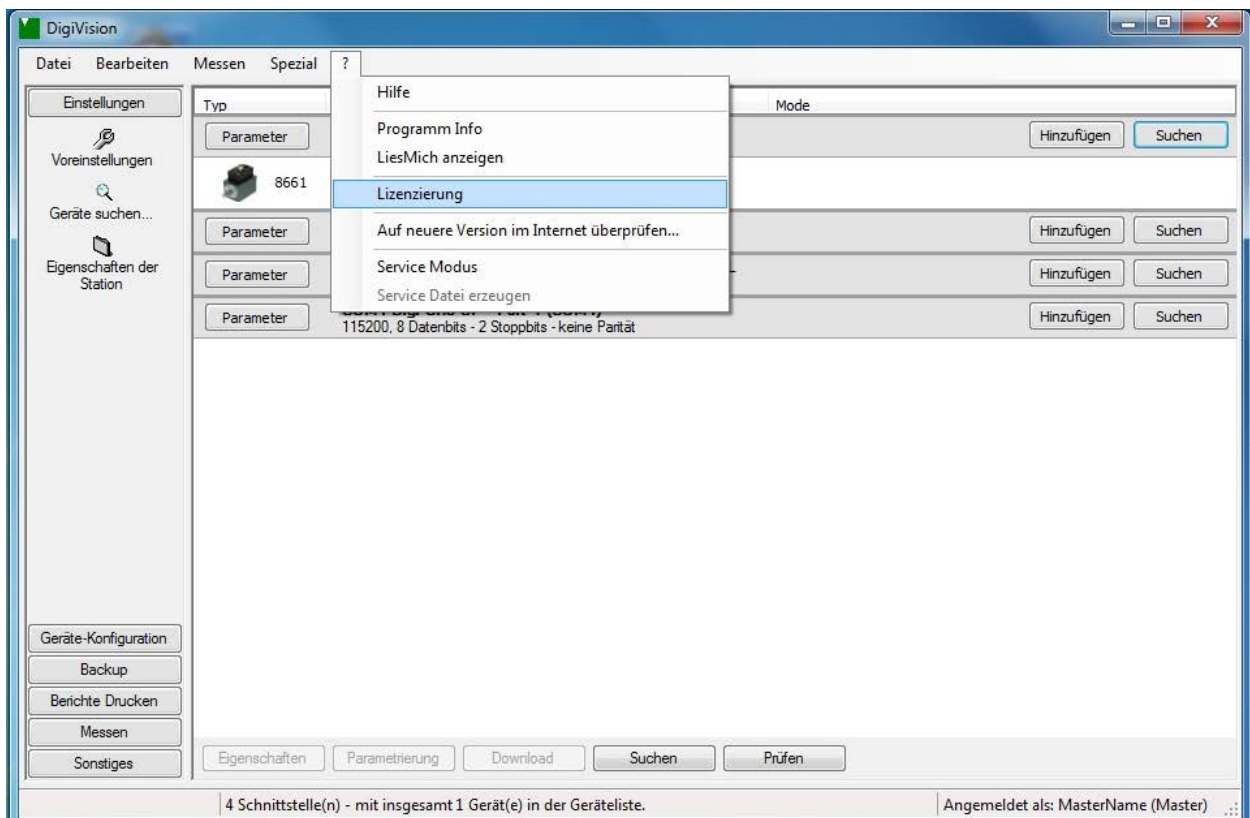 DigiVision
Datei Bearbeiten Messen Spezial ?
Einstellungen
Voreinstellungen
Geräte suchen...
Eigenschaften der
Station
Geräte-Konfiguration
Backup
Berichte Drucken
Messen
Sonstiges
Typ
Mode
Parameter Hinzufügen Suchen
8661
Parameter Hinzufügen Suchen
Parameter Hinzufügen Suchen
Parameter Hinzufügen Suchen
115200, 8 Datenbits - 2 Stoppbits - keine Parität
Hilfe
Programm Info
LiesMich anzeigen
Lizenzierung
Auf neuere Version im Internet überprüfen...
Service Modus
Service Datei erzeugen
Eigenschaften Parametrierung Download Suchen Prüfen
4 Schnittstelle(n) - mit insgesamt 1 Gerät(e) in der Geräteliste.
Angemeldet als: MasterName (Master)